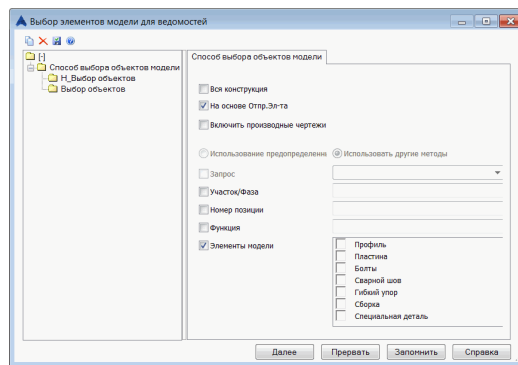 Выбор элементов модели для ведомостей
[-]
Способ выбора объектов модели
Н_Выбор объектов
Выбор объектов
Способ выбора объектов модели
Вся конструкция
На основе Отпр.Эл-та
Включить производные чертежи
Использование предопределенн
Использовать другие методы
Запрос
Участок/Фаза
Номер позиции
Функция
Элементы модели
Профиль
Пластина
Болты
Сварной шов
Гибкий упор
Сборка
Специальная деталь
Далее
Прервать
Запомнить
Справка